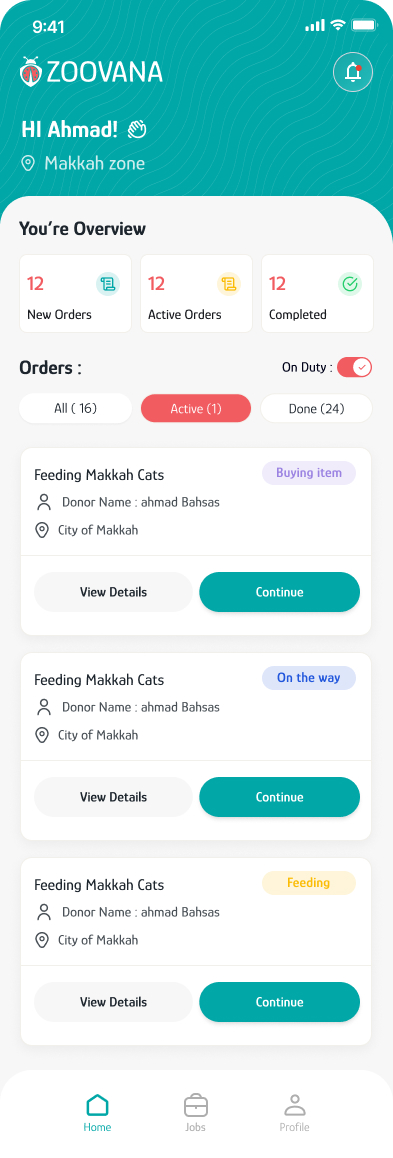 9:41
ZOOVANA
HI Ahmad!
Makkah zone
You're Overview
12
12
12
New Orders
Active Orders
Completed
Orders :
On Duty :
All ( 16)
Active (1)
Done (24)
Feeding Makkah Cats
Buying item
Donor Name : ahmad Bahsas
City of Makkah
View Details
Continue
Feeding Makkah Cats
On the way
Donor Name : ahmad Bahsas
City of Makkah
View Details
Continue
Feeding Makkah Cats
Feeding
Donor Name : ahmad Bahsas
City of Makkah
View Details
Continue
Home
Jobs
Profile